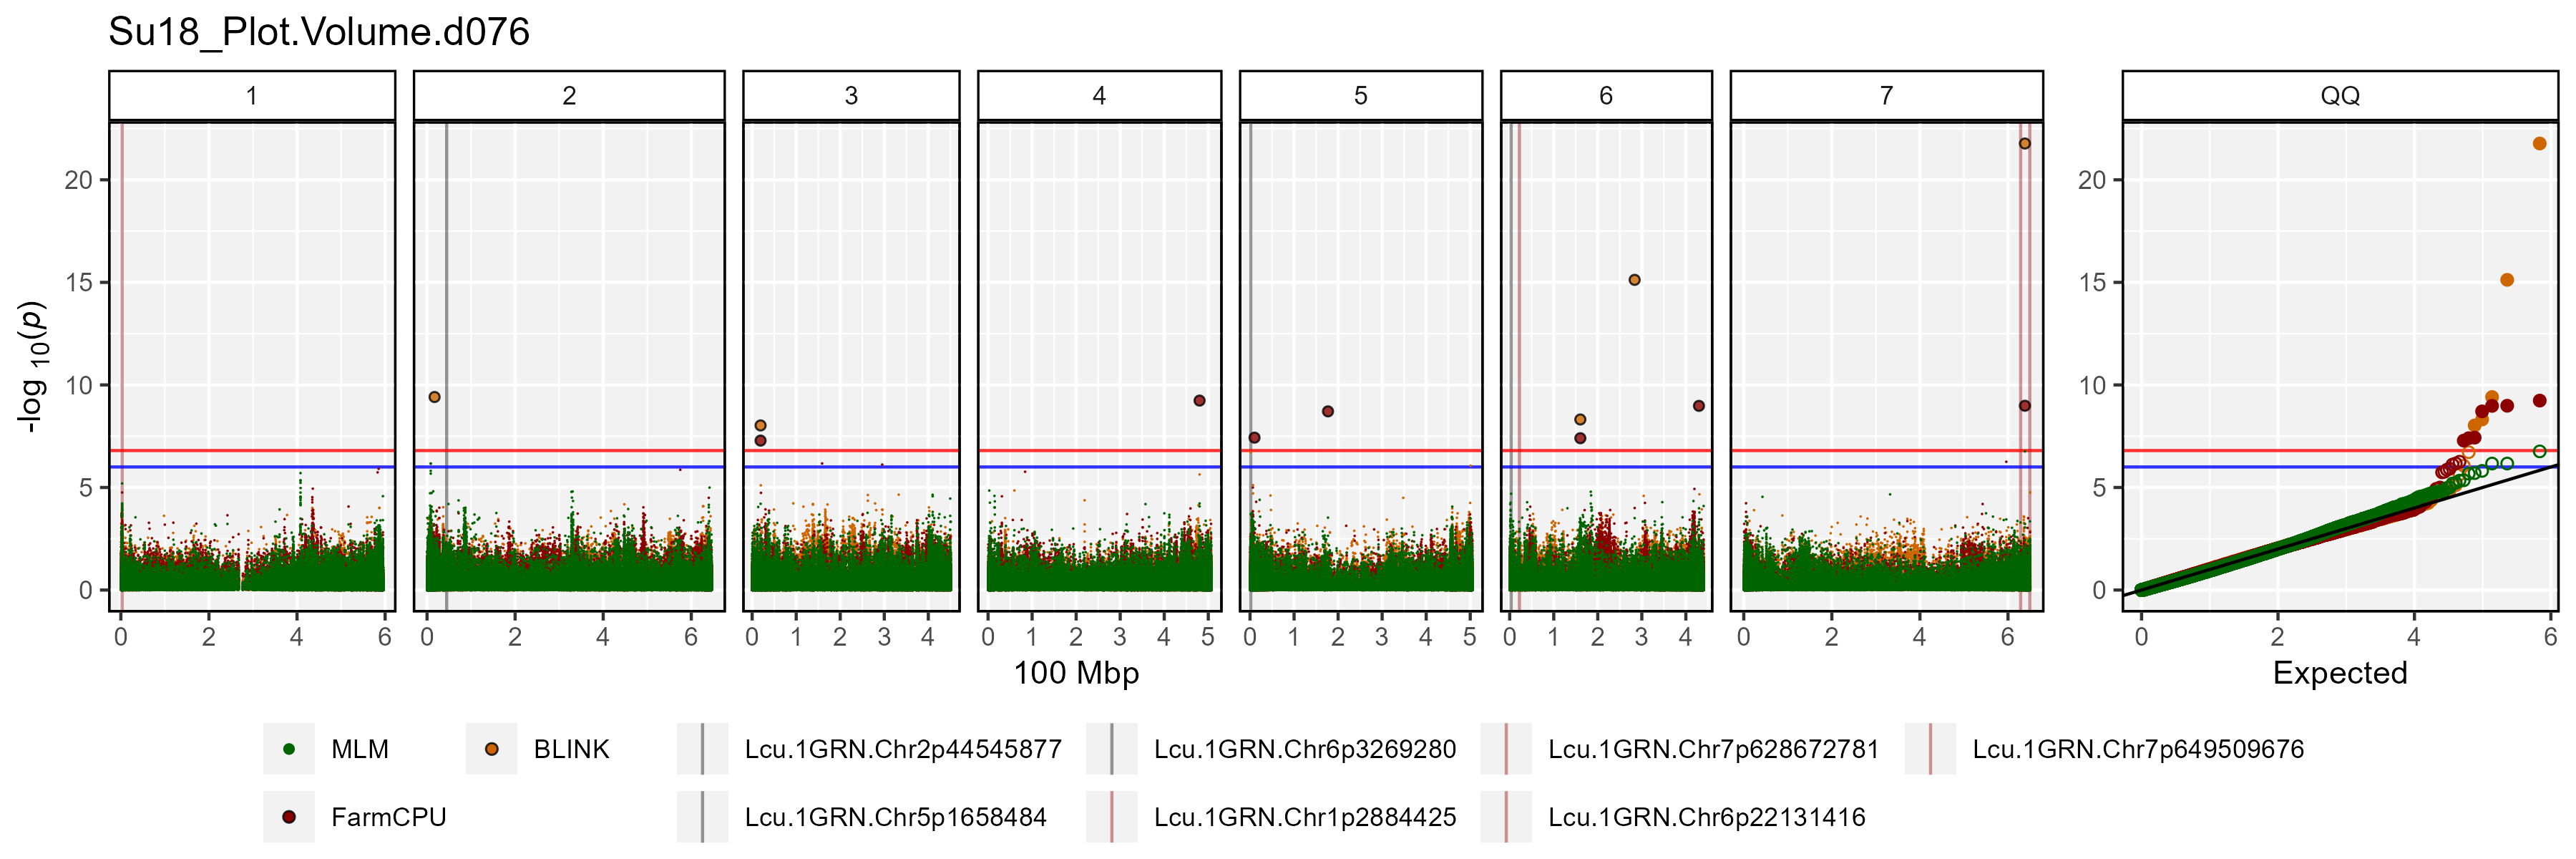 Su18_Plot.Volume.d076
1 2 3 4 5 6 7 QQ
20 20
15 15
10 10
5 5
0 0
-log 10(p)
0 2 4 6 0 2 4 6 0 1 2 3 4 0 1 2 3 4 5 0 1 2 3 4 5 0 1 2 3 4 0 2 4 6 0 2 4 6
100 Mbp Expected
MLM BLINK Lcu.1GRN.Chr2p44545877 Lcu.1GRN.Chr6p3269280 Lcu.1GRN.Chr7p628672781 Lcu.1GRN.Chr7p649509676
FarmCPU Lcu.1GRN.Chr5p1658484 Lcu.1GRN.Chr1p2884425 Lcu.1GRN.Chr6p22131416